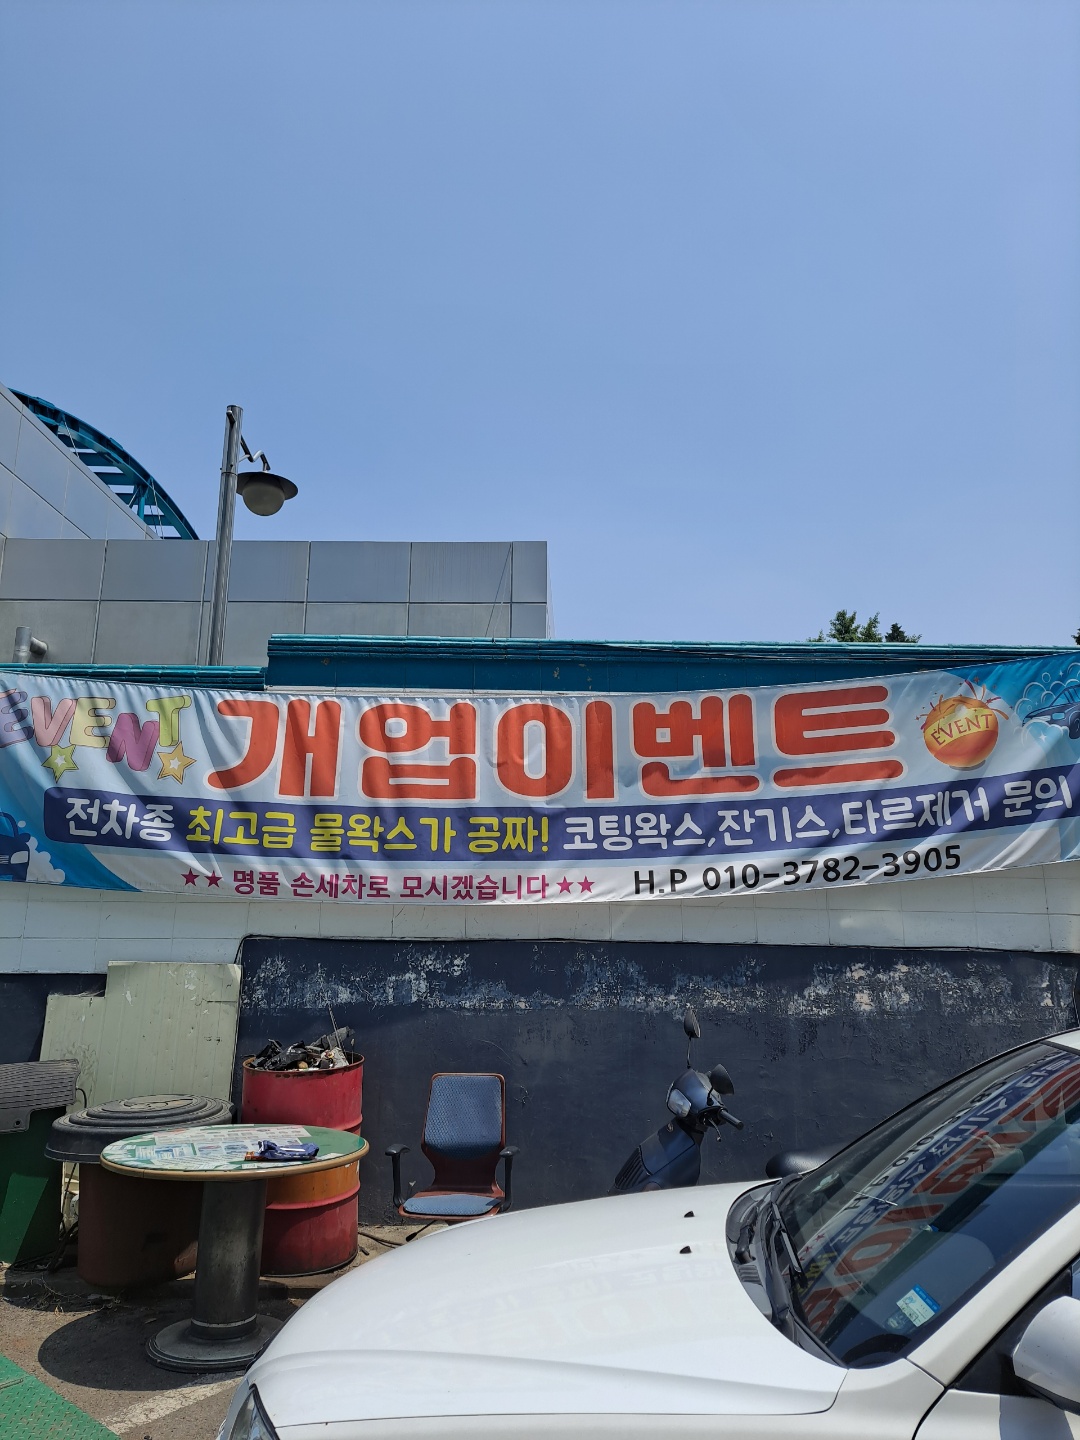 EVENT 개업이벤트 EVENT
전차종 최고급 물왁스가 공짜! 코팅왁스,잔기스,타르제거 문의
★★ 명품 손세차로 모시겠습니다 ★★ H.P 010-3782-3905